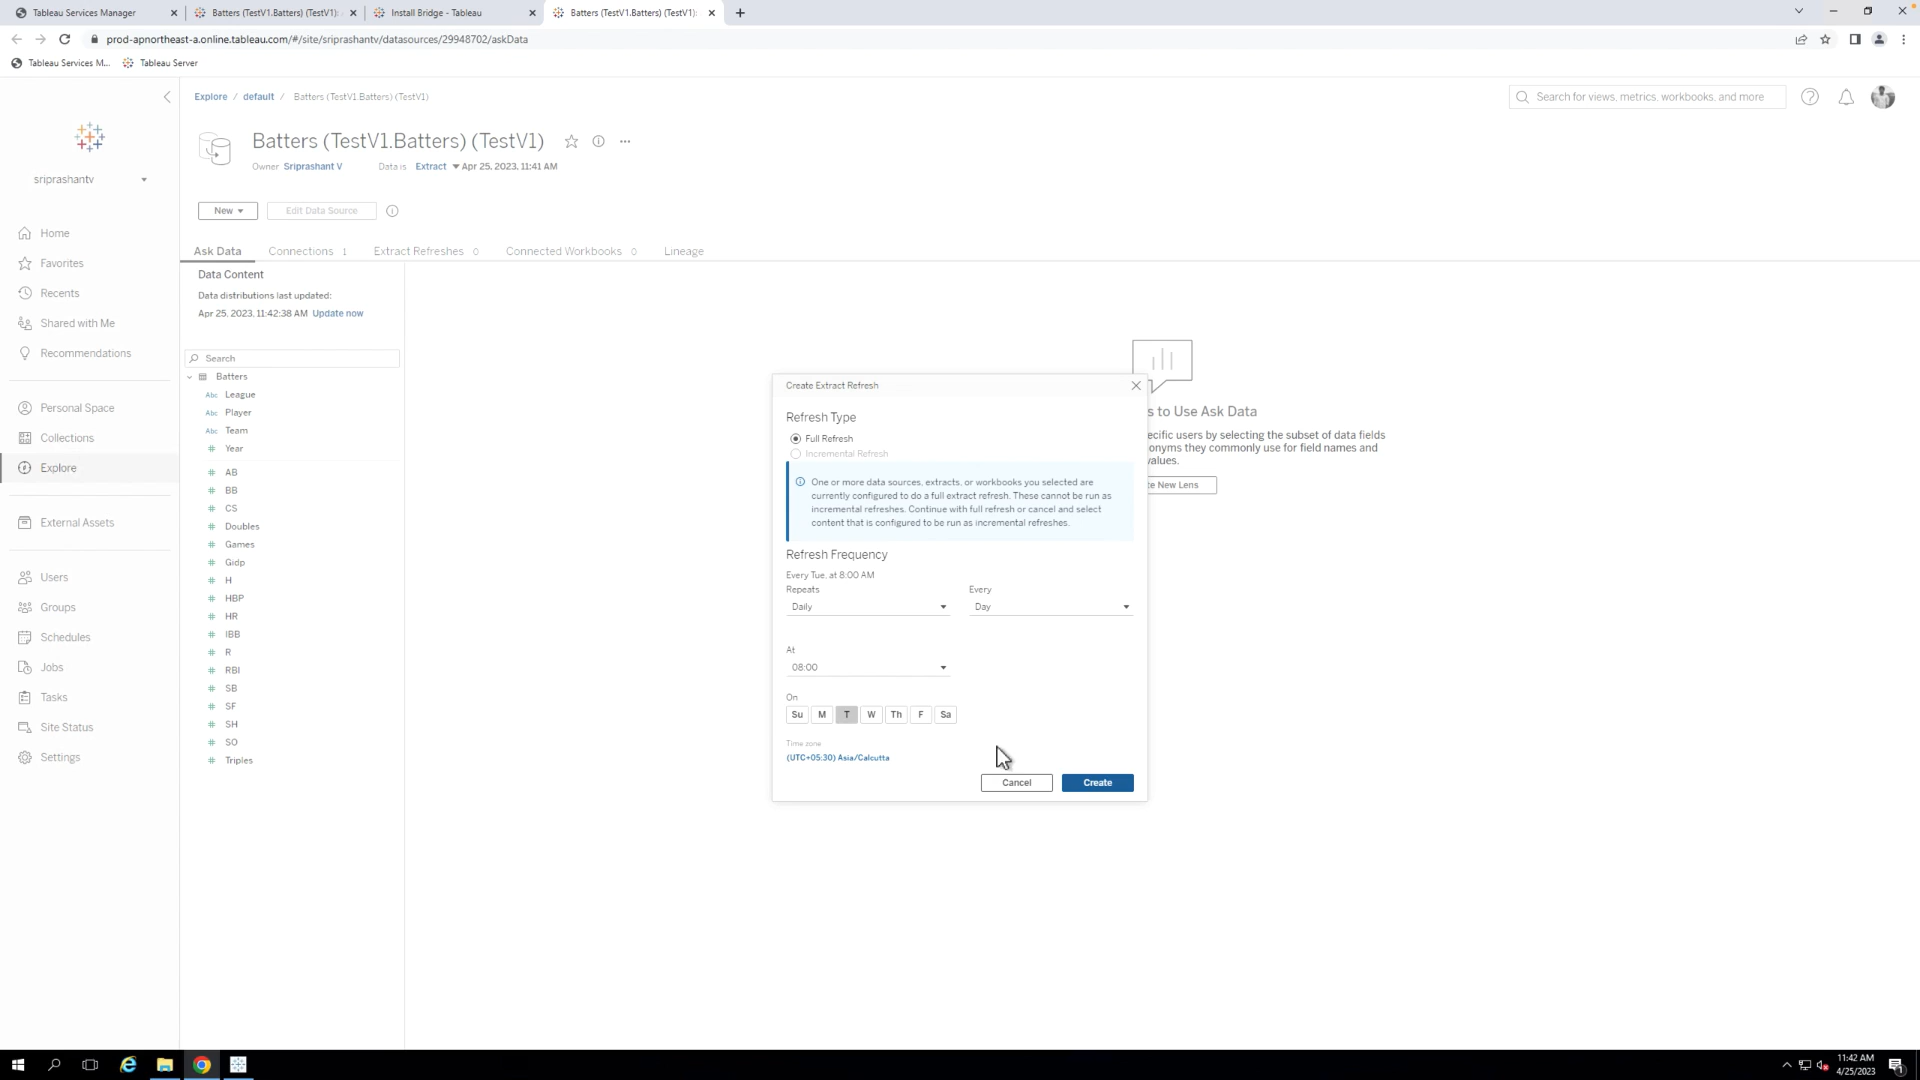 Tableau Services Manager
Batters (TestV1.Batters) (TestV1):
Install Bridge - Tableau
Batters (TestV1.Batters) (TestV1):
prod-apnortheast-a.online.tableau.com/#/site/sriprashantv/datasources/29948702/askData
Tableau Services M...
Tableau Server
Explore / default / Batters (TestV1.Batters) (TestV1)
Search for views, metrics, workbooks, and more
Batters (TestV1.Batters) (TestV1)
Owner Sriprashant V Data is Extract Apr 25, 2023, 11:41 AM
sriprashantv
New
Edit Data Source
Home
Favorites
Recents
Shared with Me
Recommendations
Personal Space
Collections
Explore
External Assets
Users
Groups
Schedules
Jobs
Tasks
Site Status
Settings
Ask Data
Connections 1
Extract Refreshes 0
Connected Workbooks 0
Lineage
Data Content
Data distributions last updated:
Apr 25, 2023, 11:42:38 AM Update now
Search
Batters
Abc League
Abc Player
Abc Team
# Year
# AB
# BB
# CS
# Doubles
# Games
# Gidp
# H
# HBP
# HR
# IBB
# R
# RBI
# SB
# SF
# SH
# SO
# Triples
s to Use Ask Data
ecific users by selecting the subset of data fields
onyms they commonly use for field names and
values.
te New Lens
Create Extract Refresh
Refresh Type
Full Refresh
Incremental Refresh
One or more data sources, extracts, or workbooks you selected are
currently configured to do a full extract refresh. These cannot be run as
incremental refreshes. Continue with full refresh or cancel and select
content that is configured to be run as incremental refreshes.
Refresh Frequency
Every Tue, at 8:00 AM
Repeats
Daily
Every
Day
At
08:00
On
Su M T W Th F Sa
Time zone
(UTC+05:30) Asia/Calcutta
Cancel
Create
11:42 AM
4/25/2023